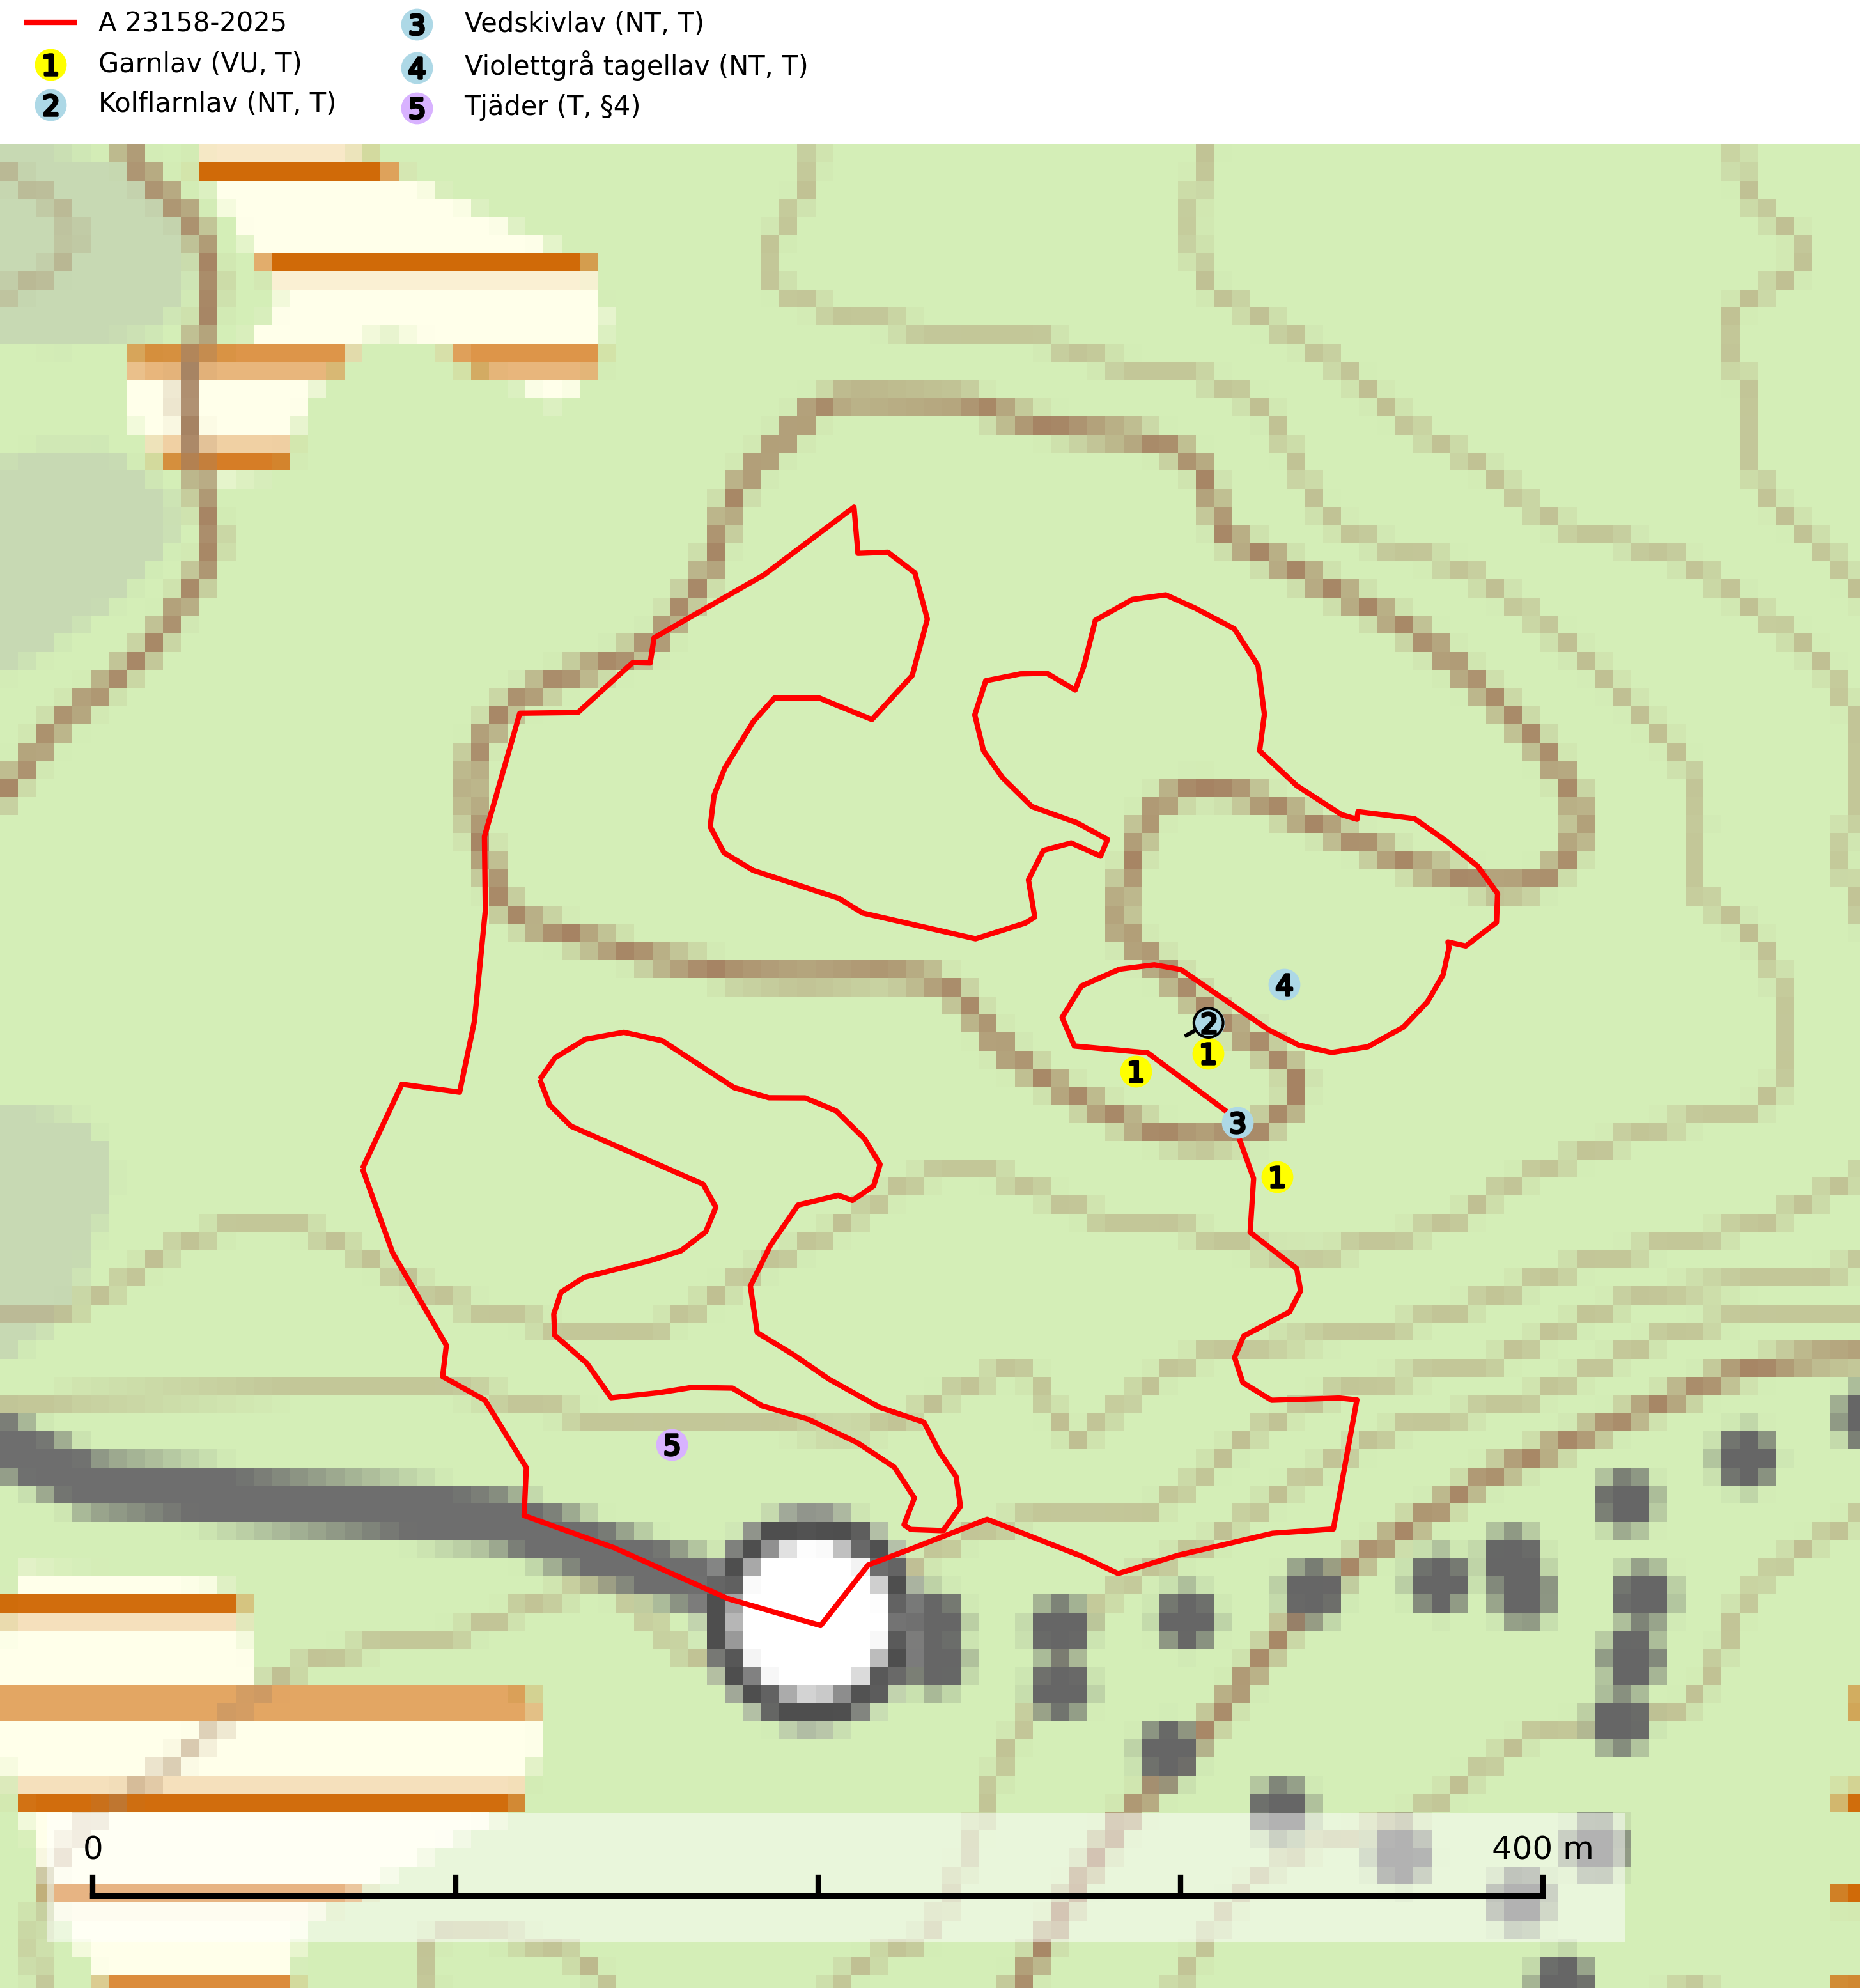 A 23158-2025
1 Garnlav (VU, T)
2 Kolflarnlav (NT, T)
3 Vedskivlav (NT, T)
4 Violettgrå tagellav (NT, T)
5 Tjäder (T, §4)
4
2
1
1
3
1
5
0
400 m